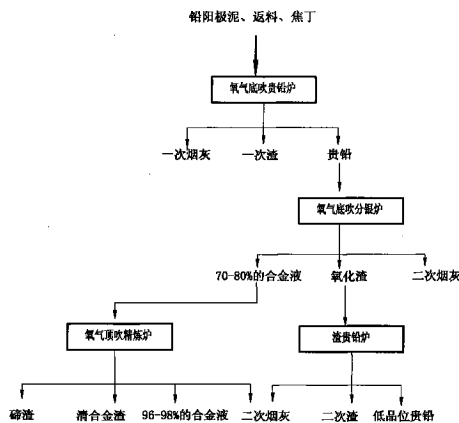 铅阳极泥、返料、焦丁
氧气底吹贵铅炉
一次烟灰 一次渣 贵铅
氧气底吹分银炉
70-80%的合金液 氧化渣 二次烟灰
氧气顶吹精炼炉 渣贵铅炉
碲渣 清合金渣 96-98%的合金液 二次烟灰 二次渣 低品位贵铅